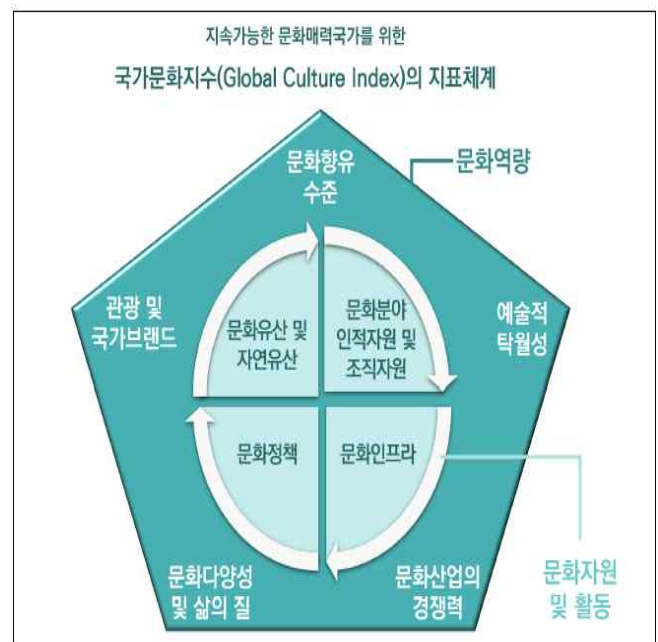 지속가능한 문화매력국가를 위한
국가문화지수(Global Culture Index)의 지표체계
문화향유
수준
문화역량
관광 및
국가브랜드
문화유산 및
자연유산
문화분야
인적자원 및
조직자원
예술적
탁월성
문화정책
문화인프라
문화다양성
및 삶의 질
문화산업의
경쟁력
문화자원
및 활동